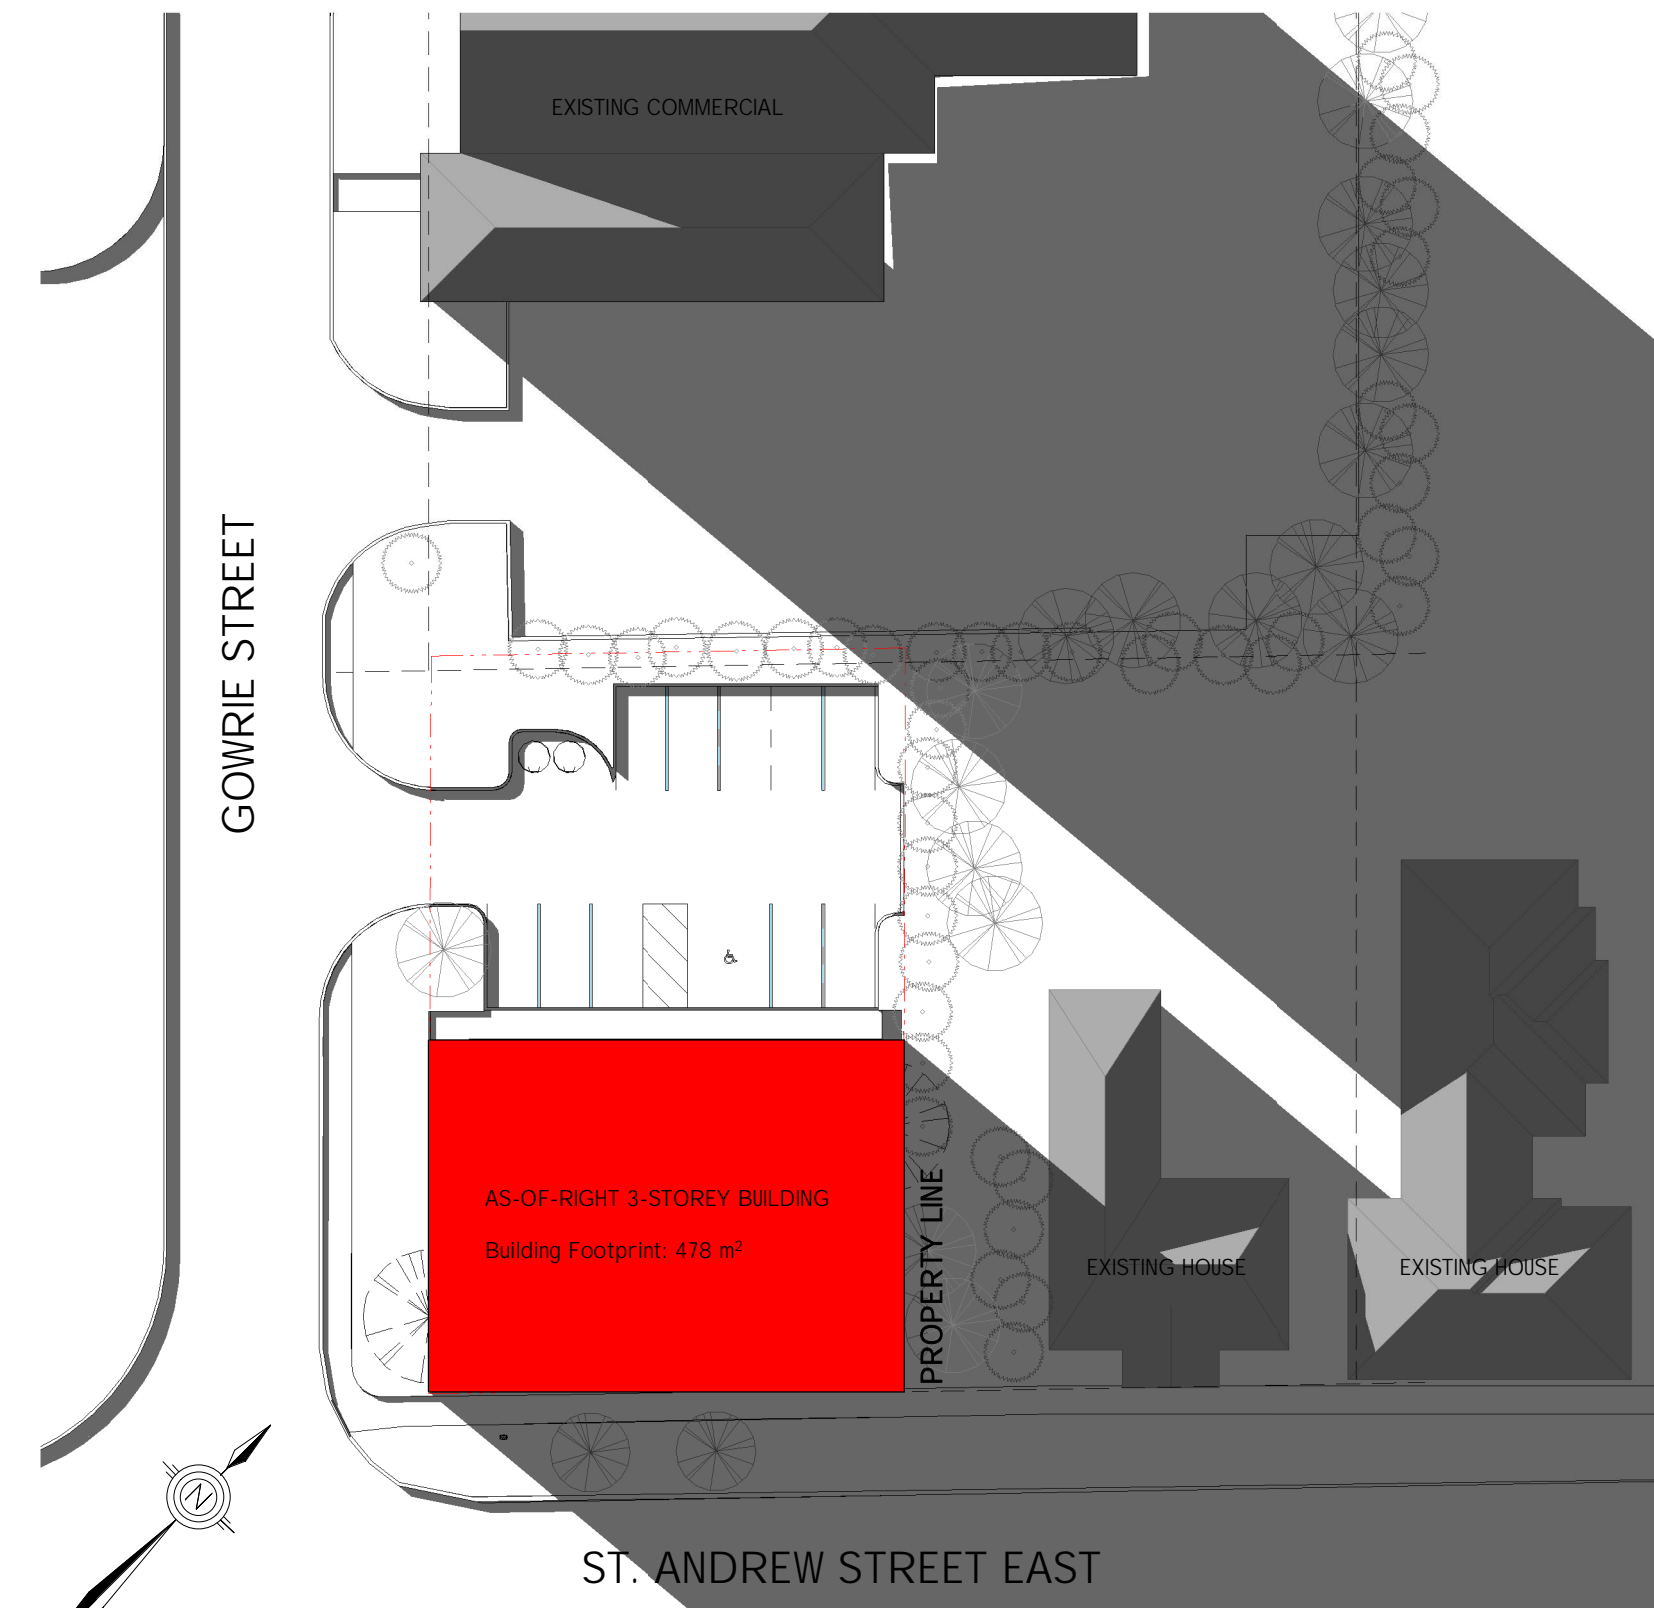 EXISTING COMMERCIAL
GOWRIE STREET
AS-OF-RIGHT 3-STOREY BUILDING
Building Footprint: 478 m²
PROPERTY LINE
EXISTING HOUSE
EXISTING HOUSE
N
ST. ANDREW STREET EAST